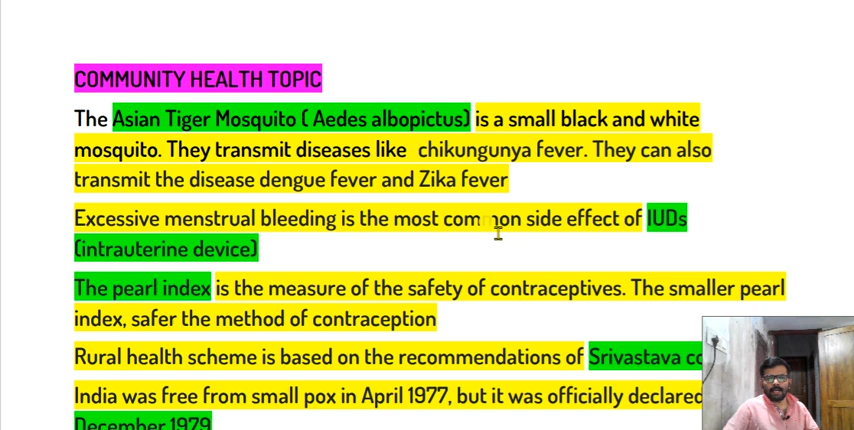 COMMUNITY HEALTH TOPIC
The Asian Tiger Mosquito ( Aedes albopictus) is a small black and white
mosquito. They transmit diseases like chikungunya fever. They can also
transmit the disease dengue fever and Zika fever
Excessive menstrual bleeding is the most common side effect of IUDs
(intrauterine device)
The pearl index is the measure of the safety of contraceptives. The smaller pearl
index, safer the method of contraception
Rural health scheme is based on the recommendations of Srivastava
India was free from small pox in April 1977, but it was officially declared
December 1979